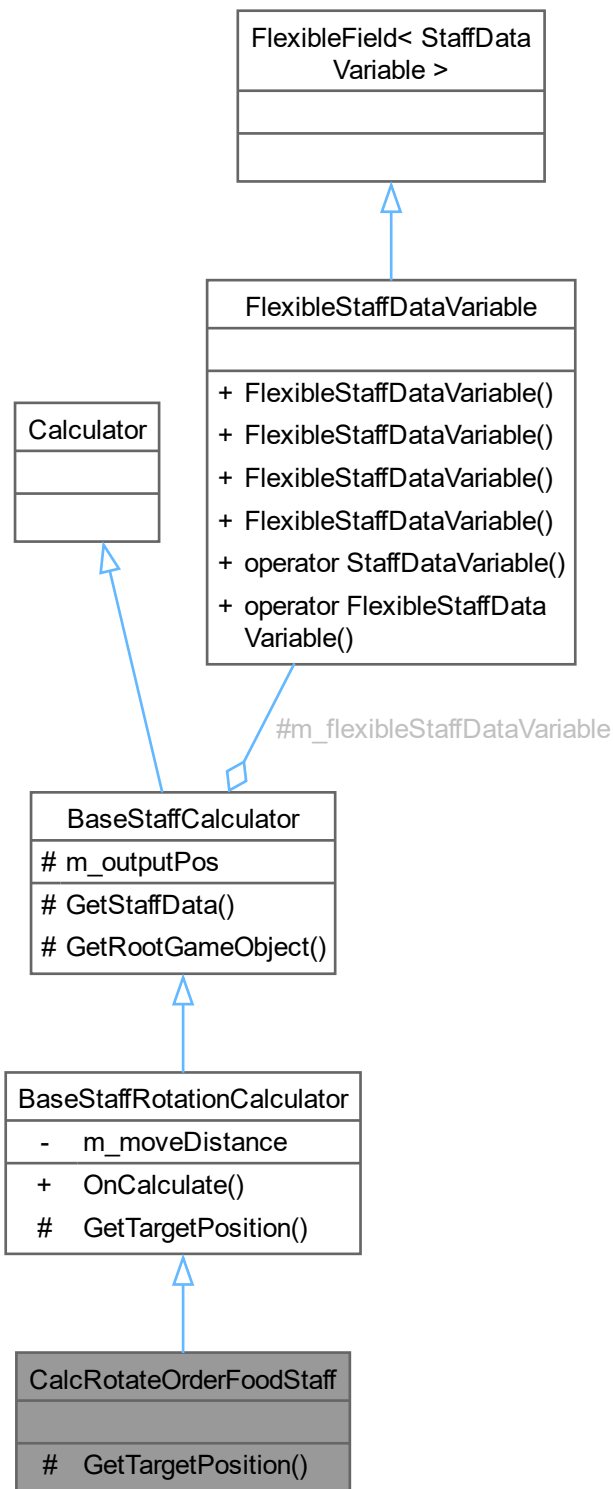 FlexibleField< StaffData
Variable >
FlexibleStaffDataVariable
+ FlexibleStaffDataVariable()
+ FlexibleStaffDataVariable()
+ FlexibleStaffDataVariable()
+ FlexibleStaffDataVariable()
+ operator StaffDataVariable()
+ operator FlexibleStaffData
Variable()
Calculator
#m_flexibleStaffDataVariable
BaseStaffCalculator
# m_outputPos
# GetStaffData()
# GetRootGameObject()
BaseStaffRotationCalculator
- m_moveDistance
+ OnCalculate()
# GetTargetPosition()
CalcRotateOrderFoodStaff
# GetTargetPosition()